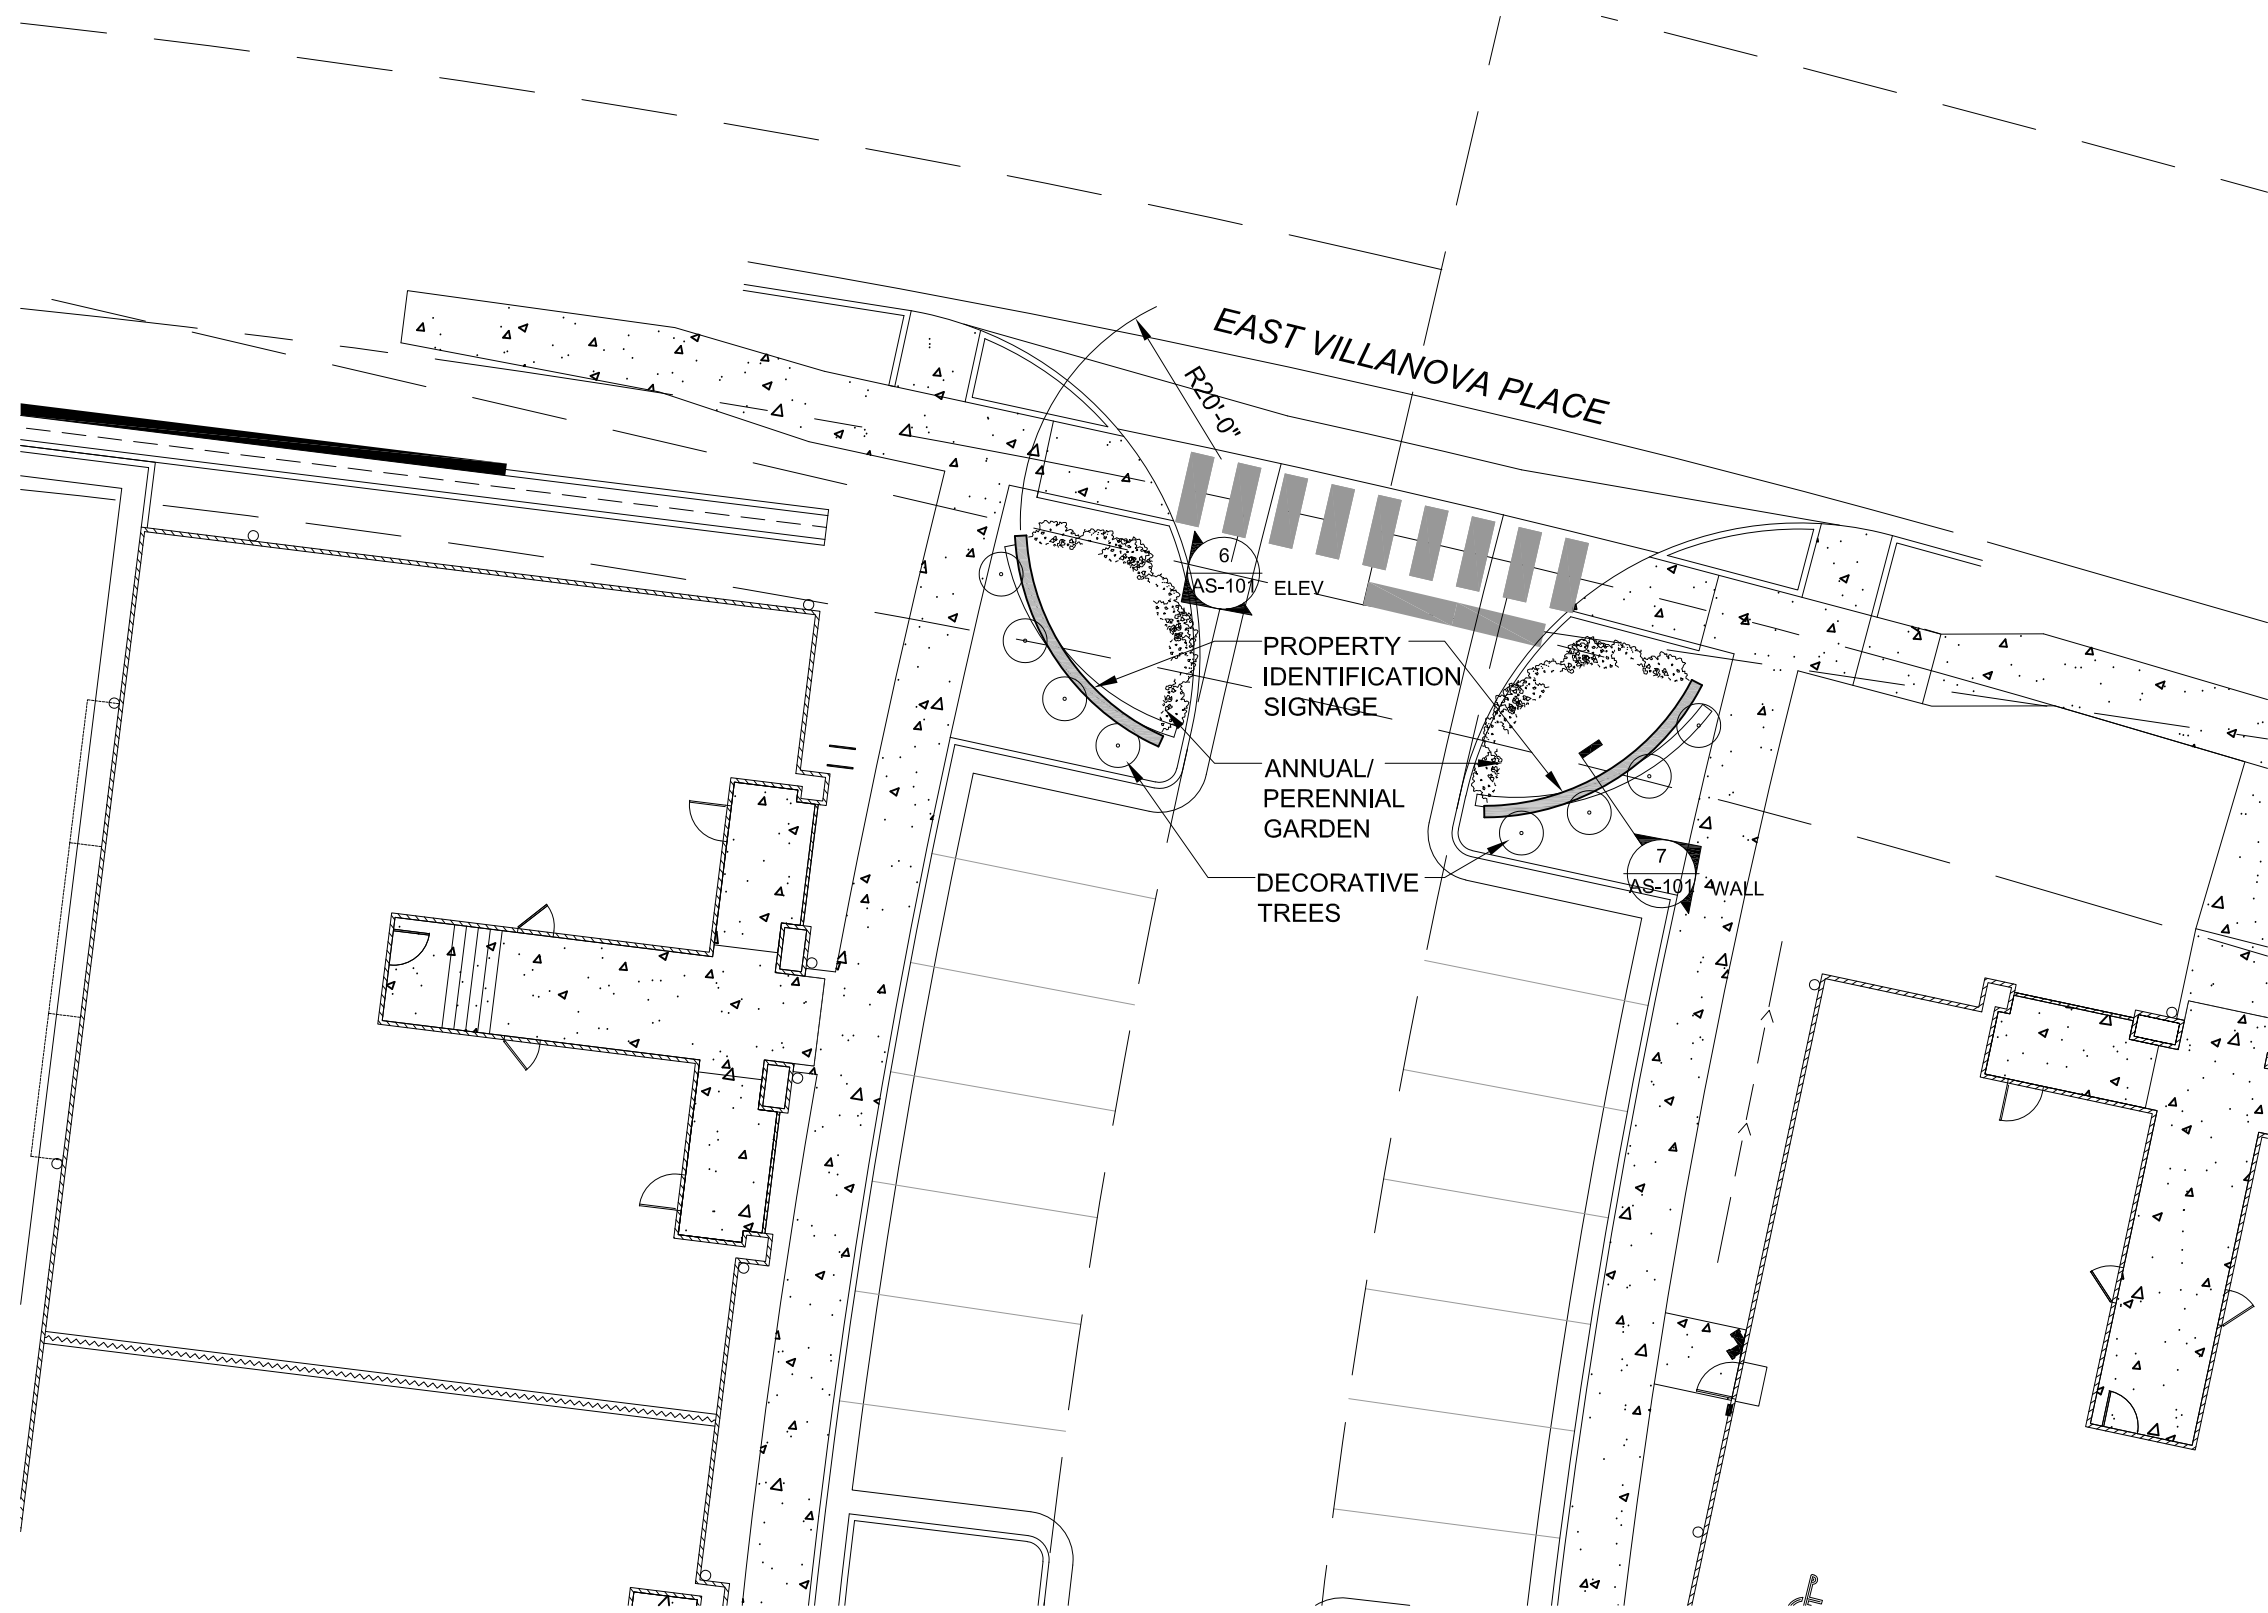 EAST VILLANOVA PLACE
R20'-0"
6
AS-101
ELEV
PROPERTY
IDENTIFICATION
SIGNAGE
ANNUAL/
PERENNIAL
GARDEN
DECORATIVE
TREES
7
AS-101
WALL